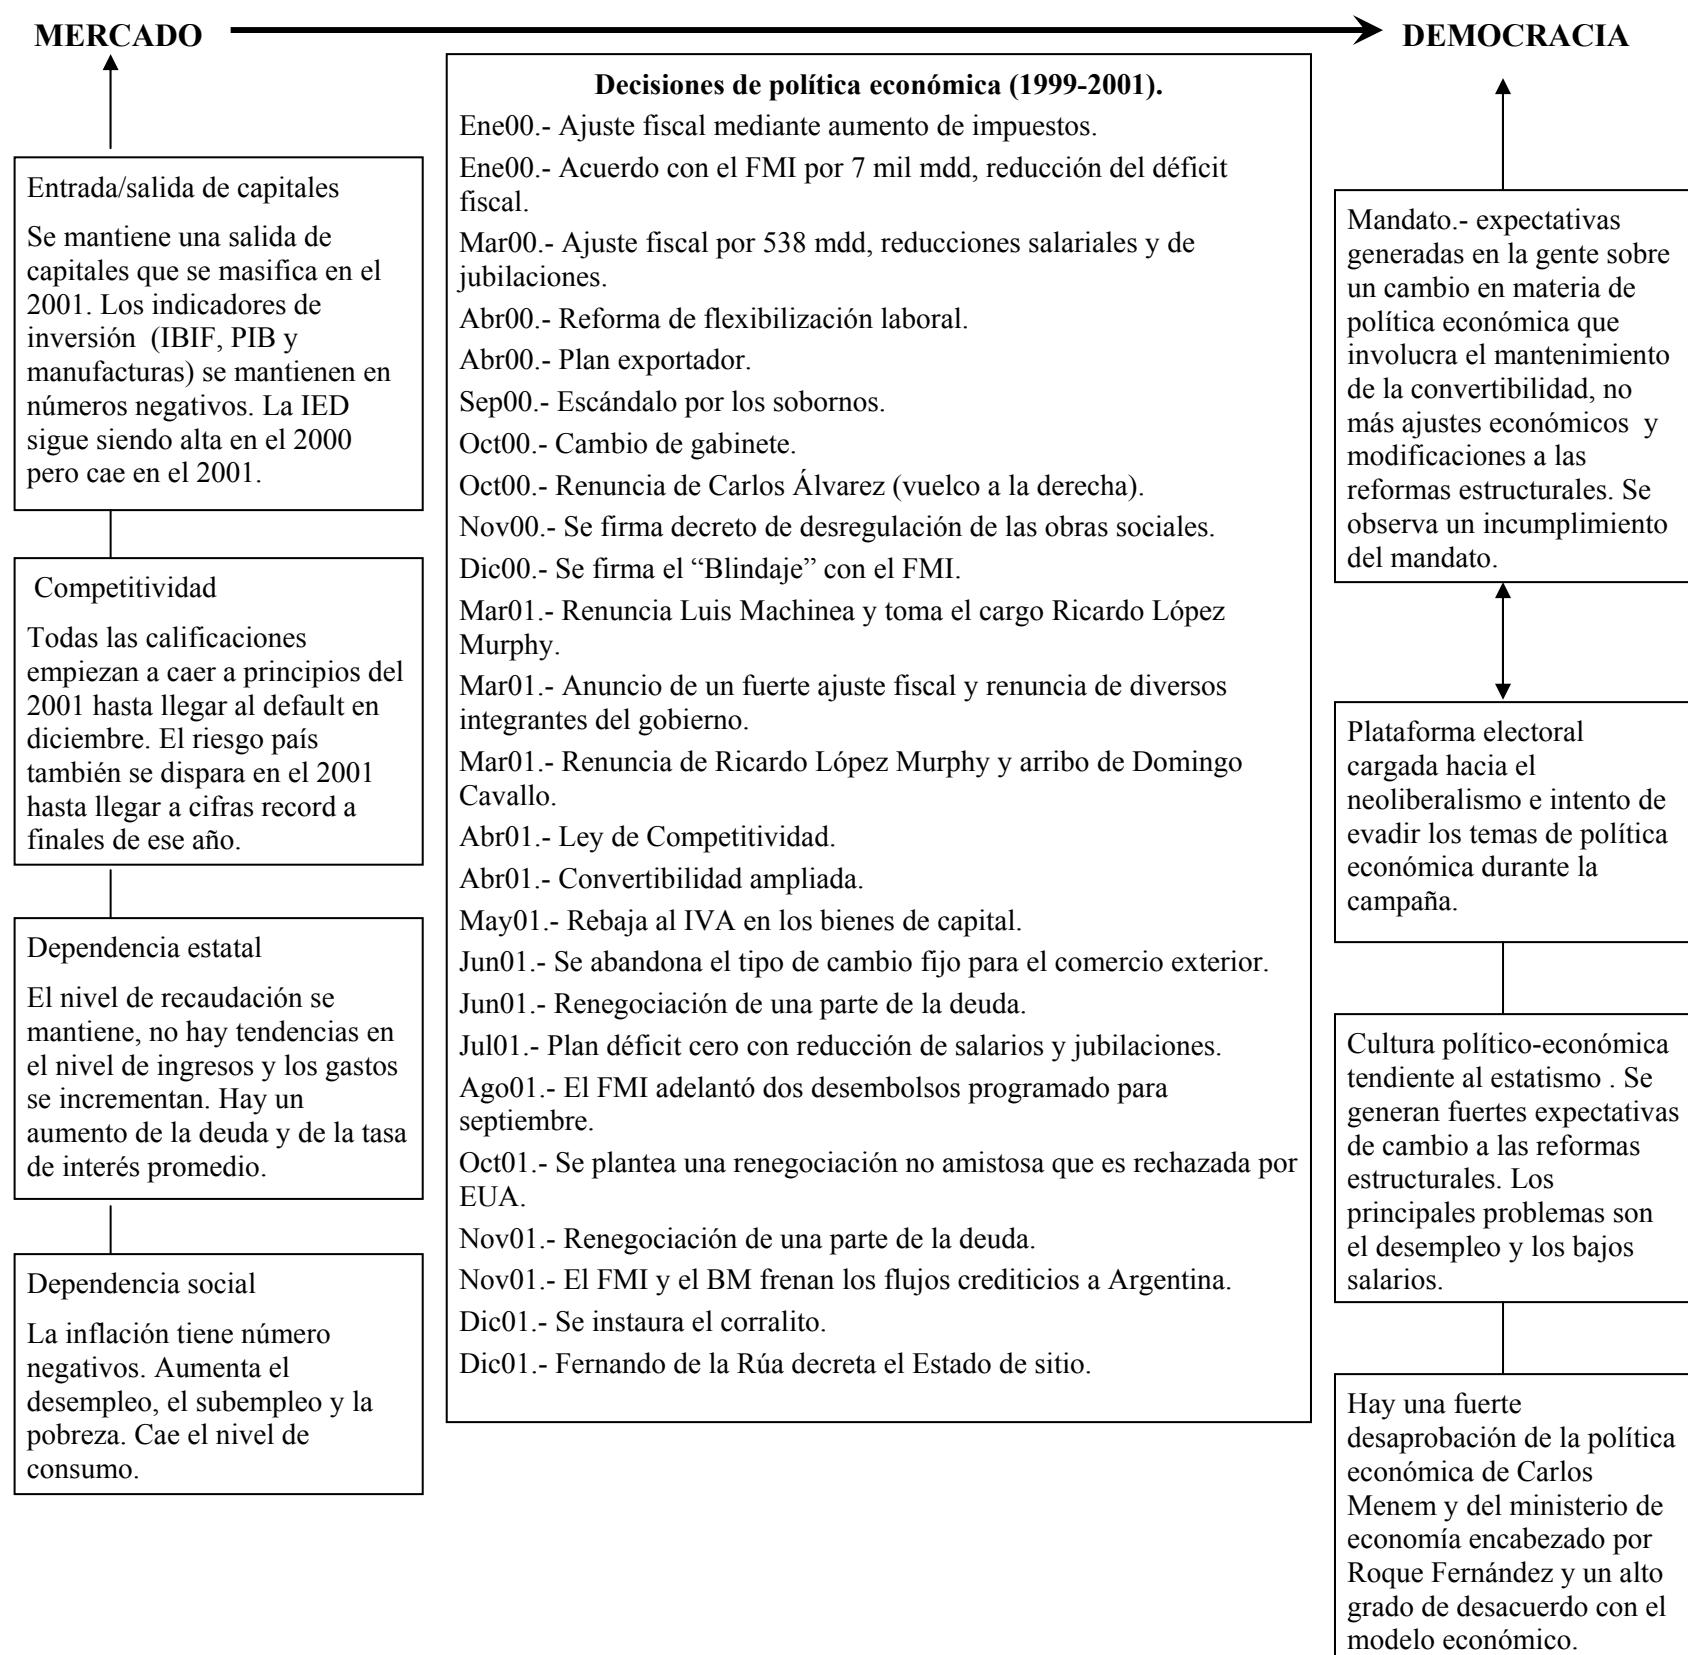 MERCADO
DEMOCRACIA
Entrada/salida de capitales
Se mantiene una salida de
capitales que se masifica en el
2001. Los indicadores de
inversión (IBIF, PIB y
manufacturas) se mantienen en
números negativos. La IED
sigue siendo alta en el 2000
pero cae en el 2001.
Competitividad
Todas las calificaciones
empiezan a caer a principios del
2001 hasta llegar al default en
diciembre. El riesgo país
también se dispara en el 2001
hasta llegar a cifras record a
finales de ese año.
Dependencia estatal
El nivel de recaudación se
mantiene, no hay tendencias en
el nivel de ingresos y los gastos
se incrementan. Hay un
aumento de la deuda y de la tasa
de interés promedio.
Dependencia social
La inflación tiene número
negativos. Aumenta el
desempleo, el subempleo y la
pobreza. Cae el nivel de
consumo.
Decisiones de política económica (1999-2001).
Ene00.- Ajuste fiscal mediante aumento de impuestos.
Ene00.- Acuerdo con el FMI por 7 mil mdd, reducción del déficit
fiscal.
Mar00.- Ajuste fiscal por 538 mdd, reducciones salariales y de
jubilaciones.
Abr00.- Reforma de flexibilización laboral.
Abr00.- Plan exportador.
Sep00.- Escándalo por los sobornos.
Oct00.- Cambio de gabinete.
Oct00.- Renuncia de Carlos Álvarez (vuelco a la derecha).
Nov00.- Se firma decreto de desregulación de las obras sociales.
Dic00.- Se firma el “Blindaje” con el FMI.
Mar01.- Renuncia Luis Machinea y toma el cargo Ricardo López
Murphy.
Mar01.- Anuncio de un fuerte ajuste fiscal y renuncia de diversos
integrantes del gobierno.
Mar01.- Renuncia de Ricardo López Murphy y arribo de Domingo
Cavallo.
Abr01.- Ley de Competitividad.
Abr01.- Convertibilidad ampliada.
May01.- Rebaja al IVA en los bienes de capital.
Jun01.- Se abandona el tipo de cambio fijo para el comercio exterior.
Jun01.- Renegociación de una parte de la deuda.
Jul01.- Plan déficit cero con reducción de salarios y jubilaciones.
Ago01.- El FMI adelantó dos desembolsos programado para
septiembre.
Oct01.- Se plantea una renegociación no amistosa que es rechazada por
EUA.
Nov01.- Renegociación de una parte de la deuda.
Nov01.- El FMI y el BM frenan los flujos crediticios a Argentina.
Dic01.- Se instaura el corralito.
Dic01.- Fernando de la Rúa decreta el Estado de sitio.
Mandato.- expectativas
generadas en la gente sobre
un cambio en materia de
política económica que
involucra el mantenimiento
de la convertibilidad, no
más ajustes económicos y
modificaciones a las
reformas estructurales. Se
observa un incumplimiento
del mandato.
Plataforma electoral
cargada hacia el
neoliberalismo e intento de
evadir los temas de política
económica durante la
campaña.
Cultura político-económica
tendiente al estatismo . Se
generan fuertes expectativas
de cambio a las reformas
estructurales. Los
principales problemas son
el desempleo y los bajos
salarios.
Hay una fuerte
desaprobación de la política
económica de Carlos
Menem y del ministerio de
economía encabezado por
Roque Fernández y un alto
grado de desacuerdo con el
modelo económico.